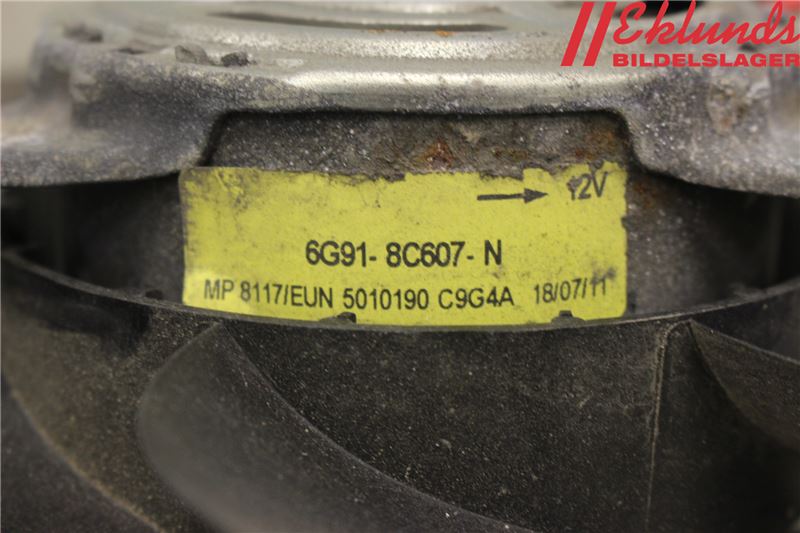 Eklunds
BILDELSLAGER
12V
6G91- 8C607- N
MP 8117/EUN 5010190 C9G4A 18/07/11